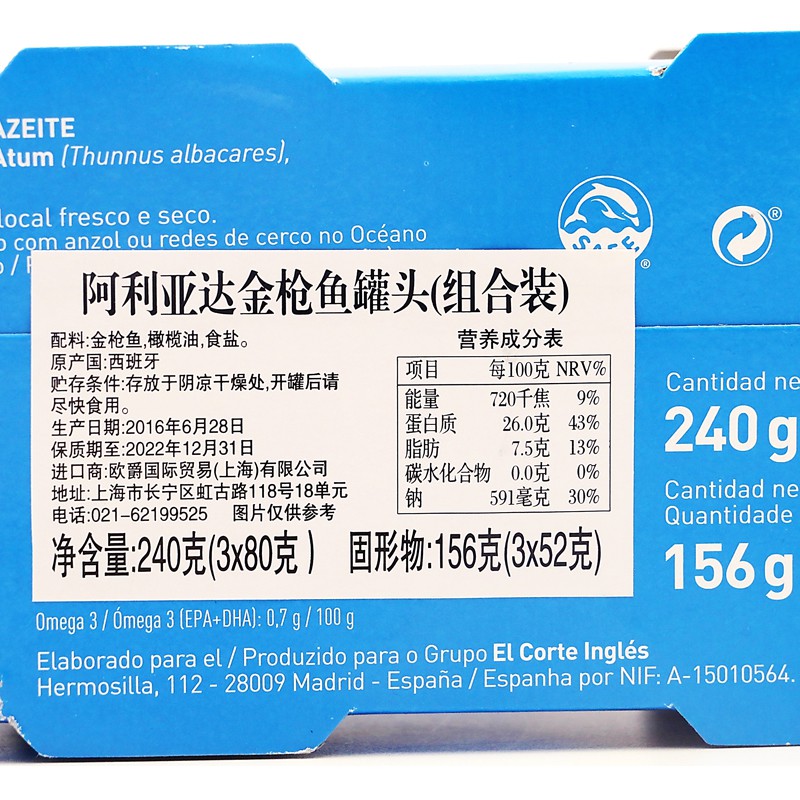 AZEITE
Atum (Thunnus albacares),
local fresco e seco.
o com anzol ou redes de cerco no Océano
SAFE
®
®
阿利亚达金枪鱼罐头(组合装)
配料:金枪鱼,橄榄油,食盐。
原产国:西班牙
贮存条件:存放于阴凉干燥处,开罐后请
尽快食用。
生产日期:2016年6月28日
保质期至:2022年12月31日
进口商:欧爵国际贸易(上海)有限公司
地址:上海市长宁区虹古路118号18单元
电话:021-62199525 图片仅供参考
营养成分表
项目 每100克 NRV%
能量 720千焦 9%
蛋白质 26.0克 43%
脂肪 7.5克 13%
碳水化合物 0.0克 0%
钠 591毫克 30%
净含量:240克(3x80克) 固形物:156克(3x52克)
Cantidad ne
240 g
Cantidad ne
Quantidade
156 g
Omega 3 / Ómega 3 (EPA+DHA): 0,7 g / 100 g
Elaborado para el / Produzido para o Grupo El Corte Inglés
Hermosilla, 112 - 28009 Madrid - España / Espanha por NIF: A-15010564.